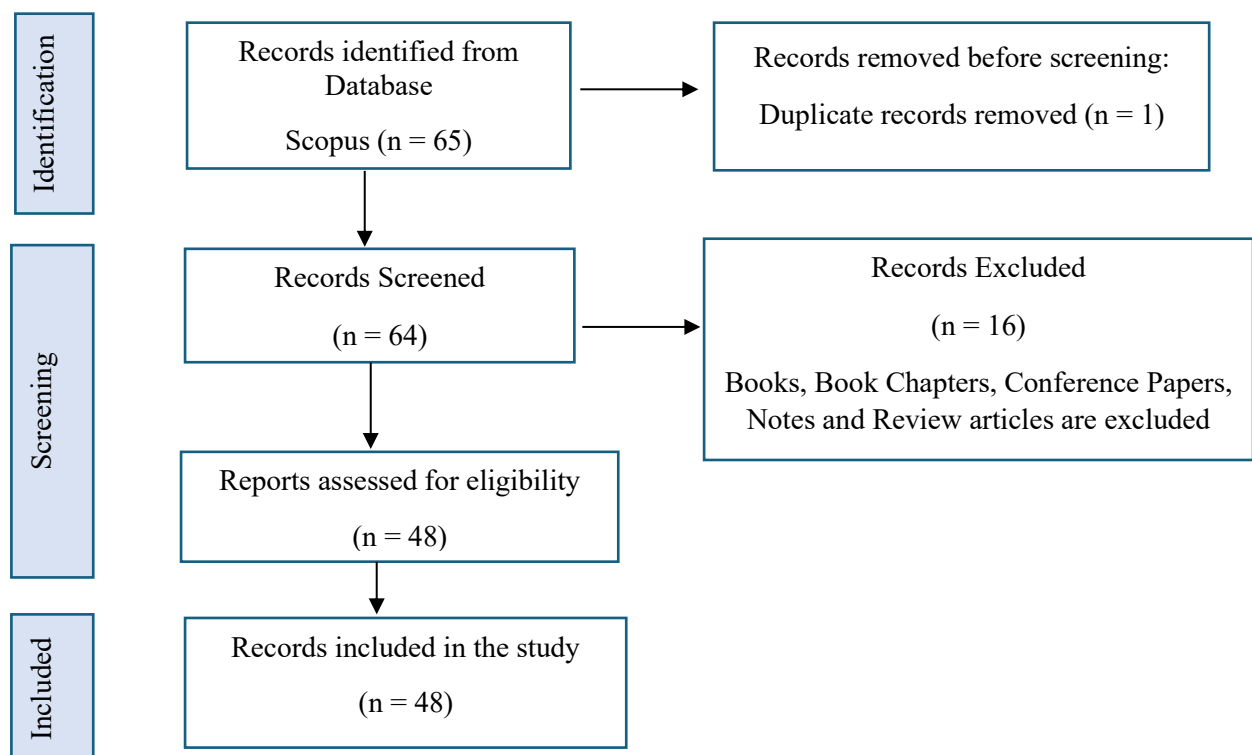 Identification
Records identified from
Database
Scopus (n = 65)
Records removed before screening:
Duplicate records removed (n = 1)
Screening
Records Screened
(n = 64)
Records Excluded
(n = 16)
Books, Book Chapters, Conference Papers,
Notes and Review articles are excluded
Reports assessed for eligibility
(n = 48)
Included
Records included in the study
(n = 48)